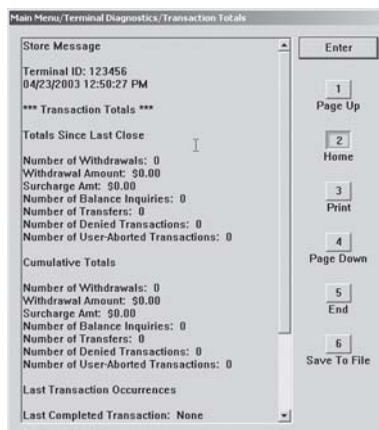 Main Menu/Terminal Diagnostics/Transaction Totals
Store Message
Terminal ID: 123456
04/23/2003 12:50:27 PM
*** Transaction Totals ***
Totals Since Last Close
Number of Withdrawals: 0
Withdrawal Amount: $0.00
Surcharge Amt: $0.00
Number of Balance Inquiries: 0
Number of Transfers: 0
Number of Denied Transactions: 0
Number of User-Aborted Transactions: 0
Cumulative Totals
Number of Withdrawals: 0
Withdrawal Amount: $0.00
Surcharge Amt: $0.00
Number of Balance Inquiries: 0
Number of Transfers: 0
Number of Denied Transactions: 0
Number of User-Aborted Transactions: 0
Last Transaction Occurrences
Last Completed Transaction: None
Enter
1
Page Up
2
Home
3
Print
4
Page Down
5
End
6
Save To File